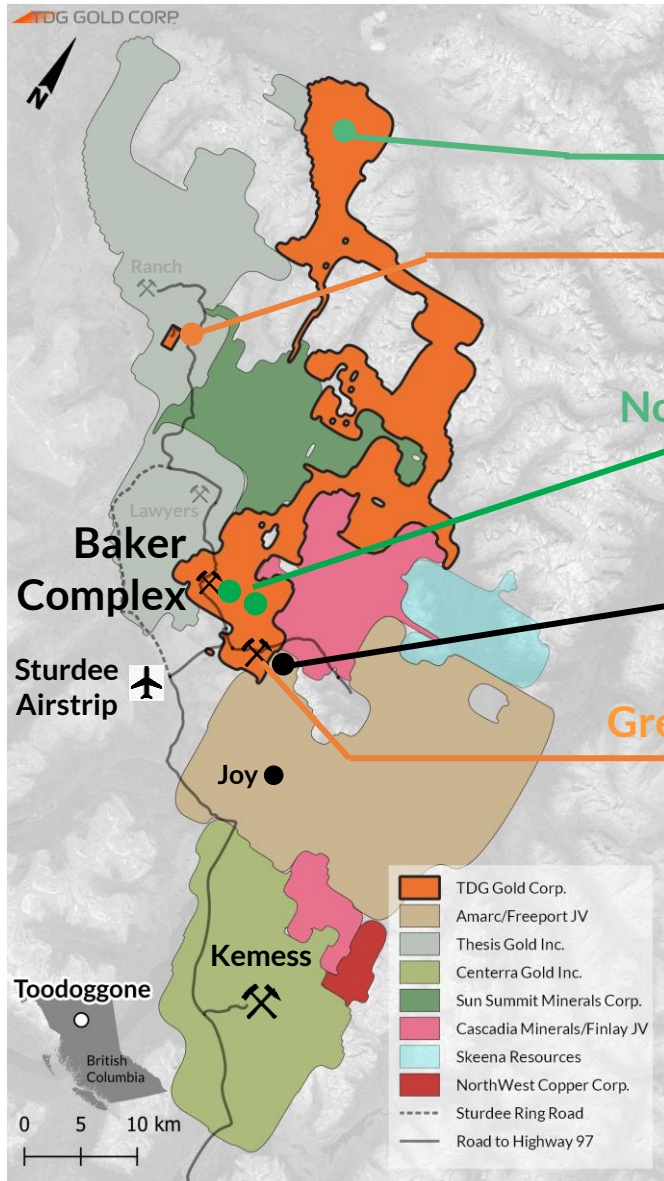 TDG GOLD CORP.
N
Ranch
No
Lawyers
Baker
Complex
Sturdee
Airstrip
Gre
Joy
Kemess
Toodoggone
British
Columbia
0 5 10 km
TDG Gold Corp.
Amarc/Freeport JV
Thesis Gold Inc.
Centerra Gold Inc.
Sun Summit Minerals Corp.
Cascadia Minerals/Finlay JV
Skeena Resources
NorthWest Copper Corp.
Sturdee Ring Road
Road to Highway 97